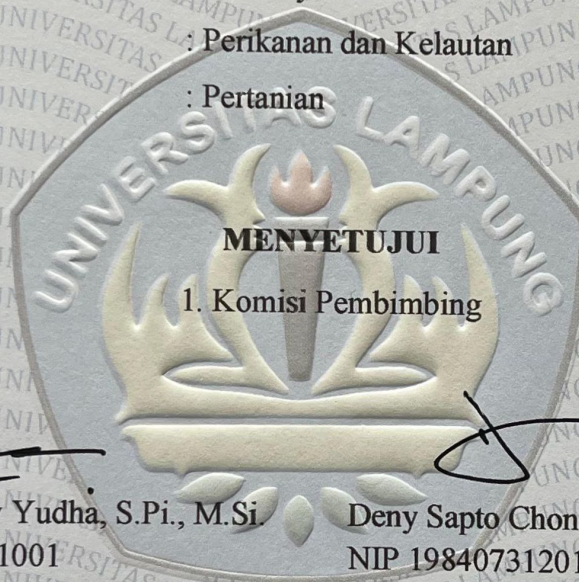 : Perikanan dan Kelautan
: Pertanian
UNIVERSITAS LAMPUNG
MENYETUJUI
1. Komisi Pembimbing
Yudha, S.Pi., M.Si. Deny Sapto Chon
1001 NIP 19840731201